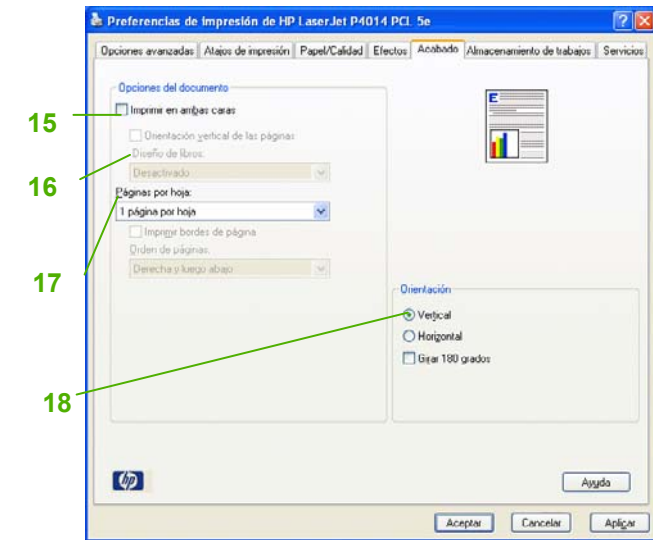 Preferencias de impresión de HP LaserJet P4014 PCL 5e
Opciones avanzadas Atajos de impresión Papel/Calidad Efectos Acabado Almacenamiento de trabajos Servicios
Opciones del documento
15
Imprimir en ambas caras
Orientación vertical de las páginas
16
Diseño de libros:
Desactivado
Páginas por hoja:
1 página por hoja
Imprimir bordes de página
Orden de páginas:
17
Derecha y luego abajo
E
Orientación
Vertical
Horizontal
Girar 180 grados
18
hp
Ayuda
Aceptar Cancelar Aplicar